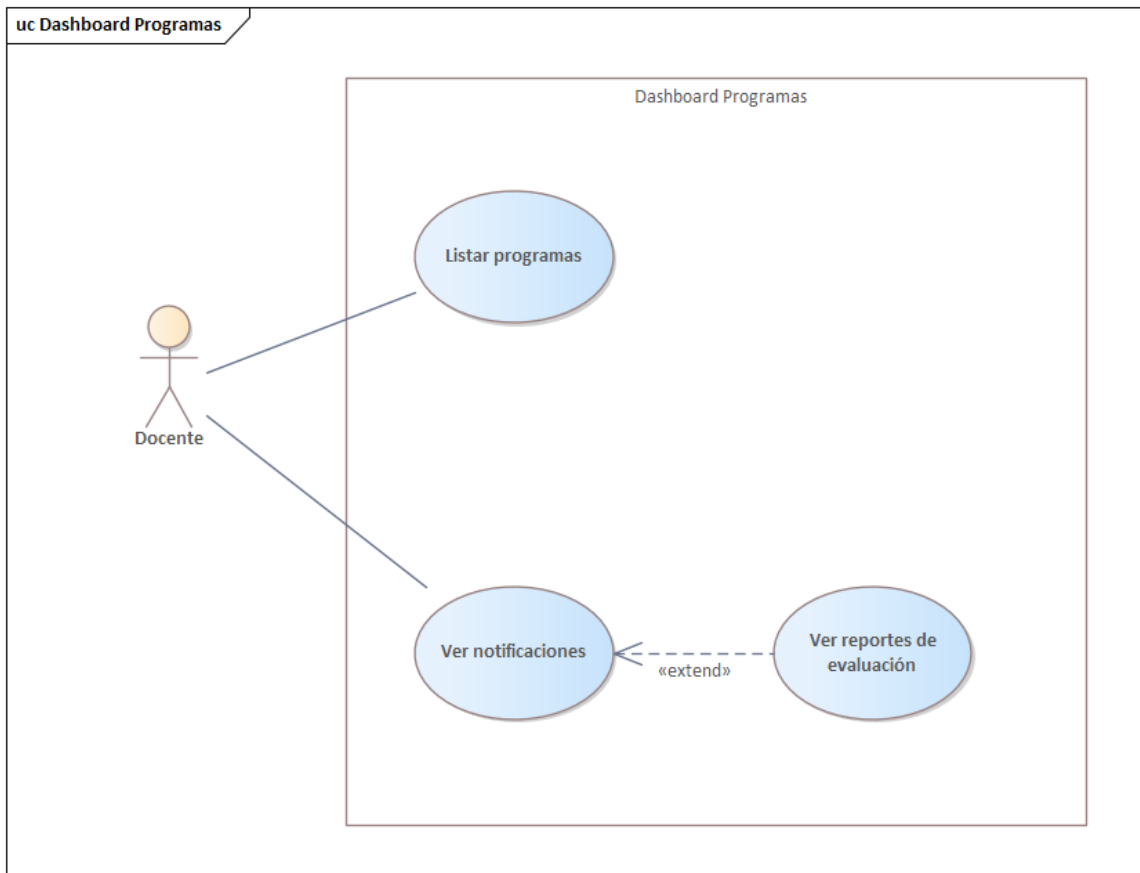 uc Dashboard Programas
Dashboard Programas
Listar programas
Docente
Ver notificaciones
«extend»
Ver reportes de
evaluación